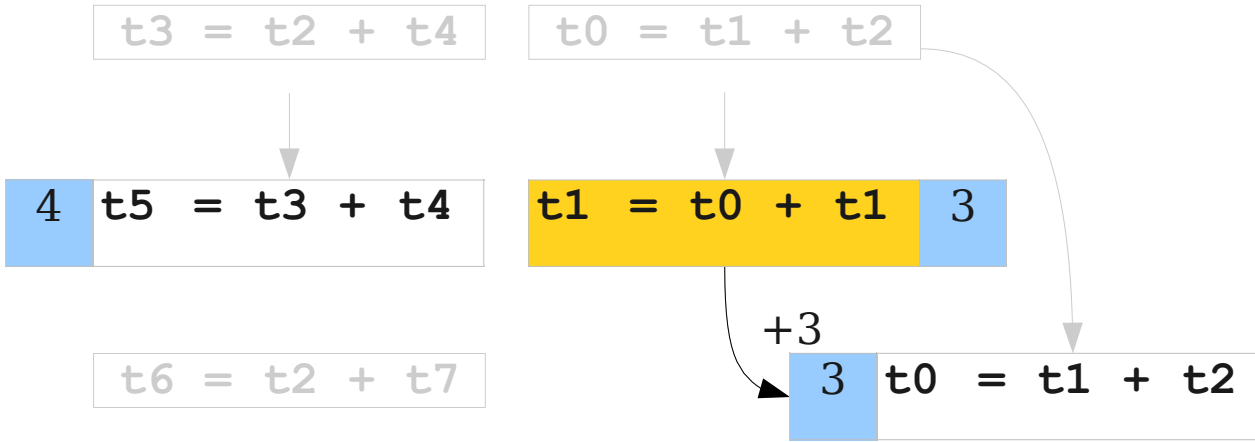 t3 = t2 + t4
t0 = t1 + t2
4 t5 = t3 + t4
t1 = t0 + t1 3
+3
t6 = t2 + t7
3 t0 = t1 + t2